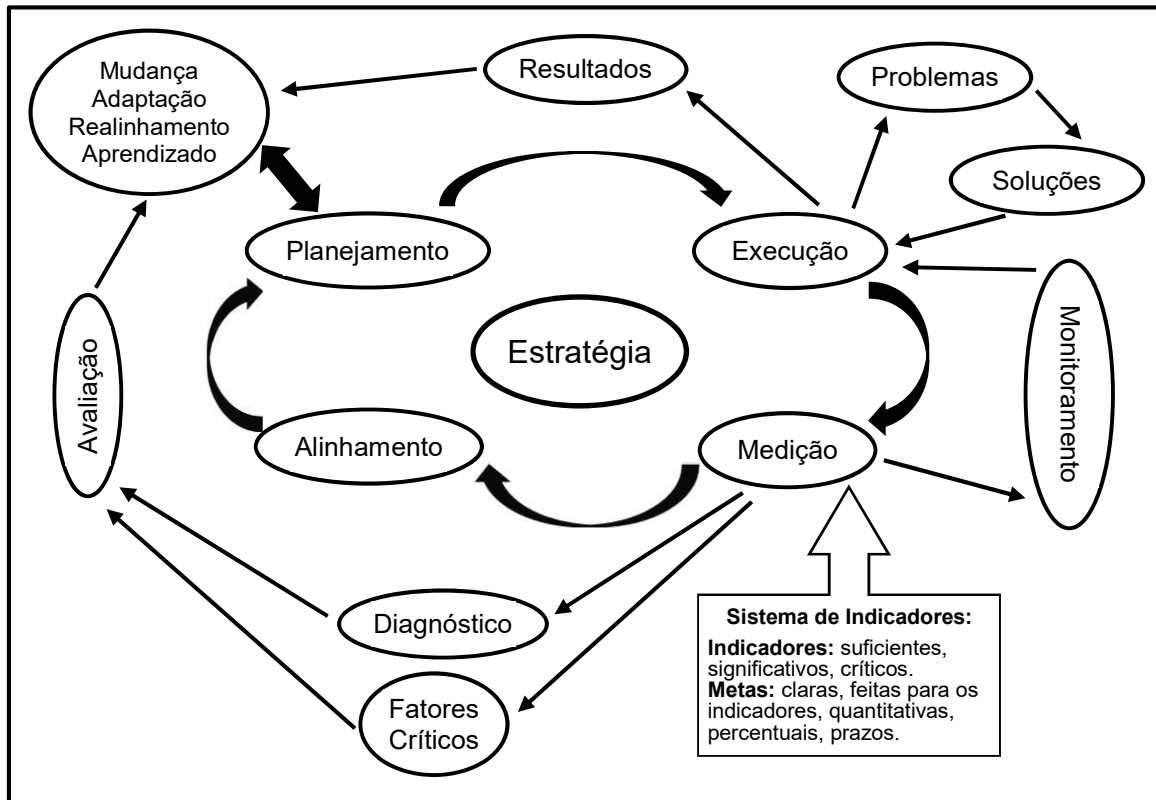 Mudança
Adaptação
Realinhamento
Aprendizado
Resultados
Problemas
Soluções
Planejamento
Execução
Estratégia
Monitoramento
Avaliação
Alinhamento
Medição
Diagnóstico
Fatores
Críticos
Sistema de Indicadores:
Indicadores: suficientes,
significativos, críticos.
Metas: claras, feitas para os
indicadores, quantitativas,
percentuais, prazos.